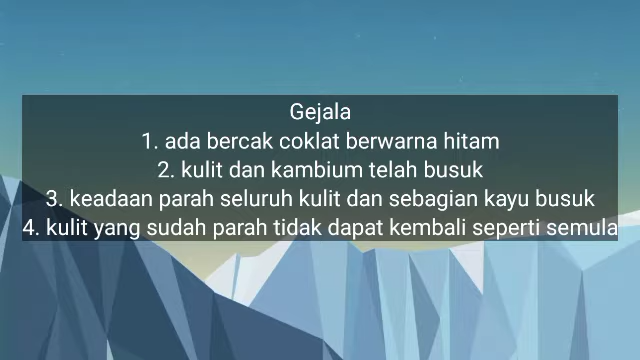 Gejala
1. ada bercak coklat berwarna hitam
2. kulit dan kambium telah busuk
3. keadaan parah seluruh kulit dan sebagian kayu busuk
4. kulit yang sudah parah tidak dapat kembali seperti semula